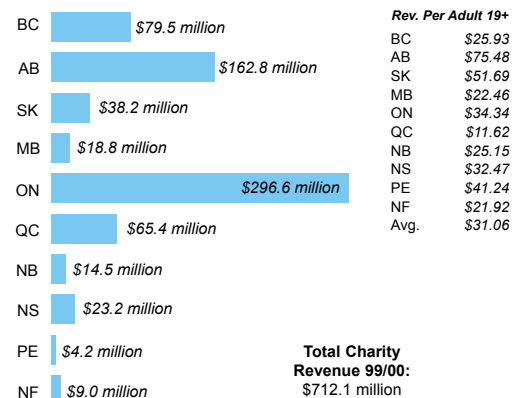 BC $79.5 million
AB $162.8 million
SK $38.2 million
MB $18.8 million
ON $296.6 million
QC $65.4 million
NB $14.5 million
NS $23.2 million
PE $4.2 million
NF $9.0 million
Rev. Per Adult 19+
BC $25.93
AB $75.48
SK $51.69
MB $22.46
ON $34.34
QC $11.62
NB $25.15
NS $32.47
PE $41.24
NF $21.92
Avg. $31.06
Total Charity
Revenue 99/00:
$712.1 million